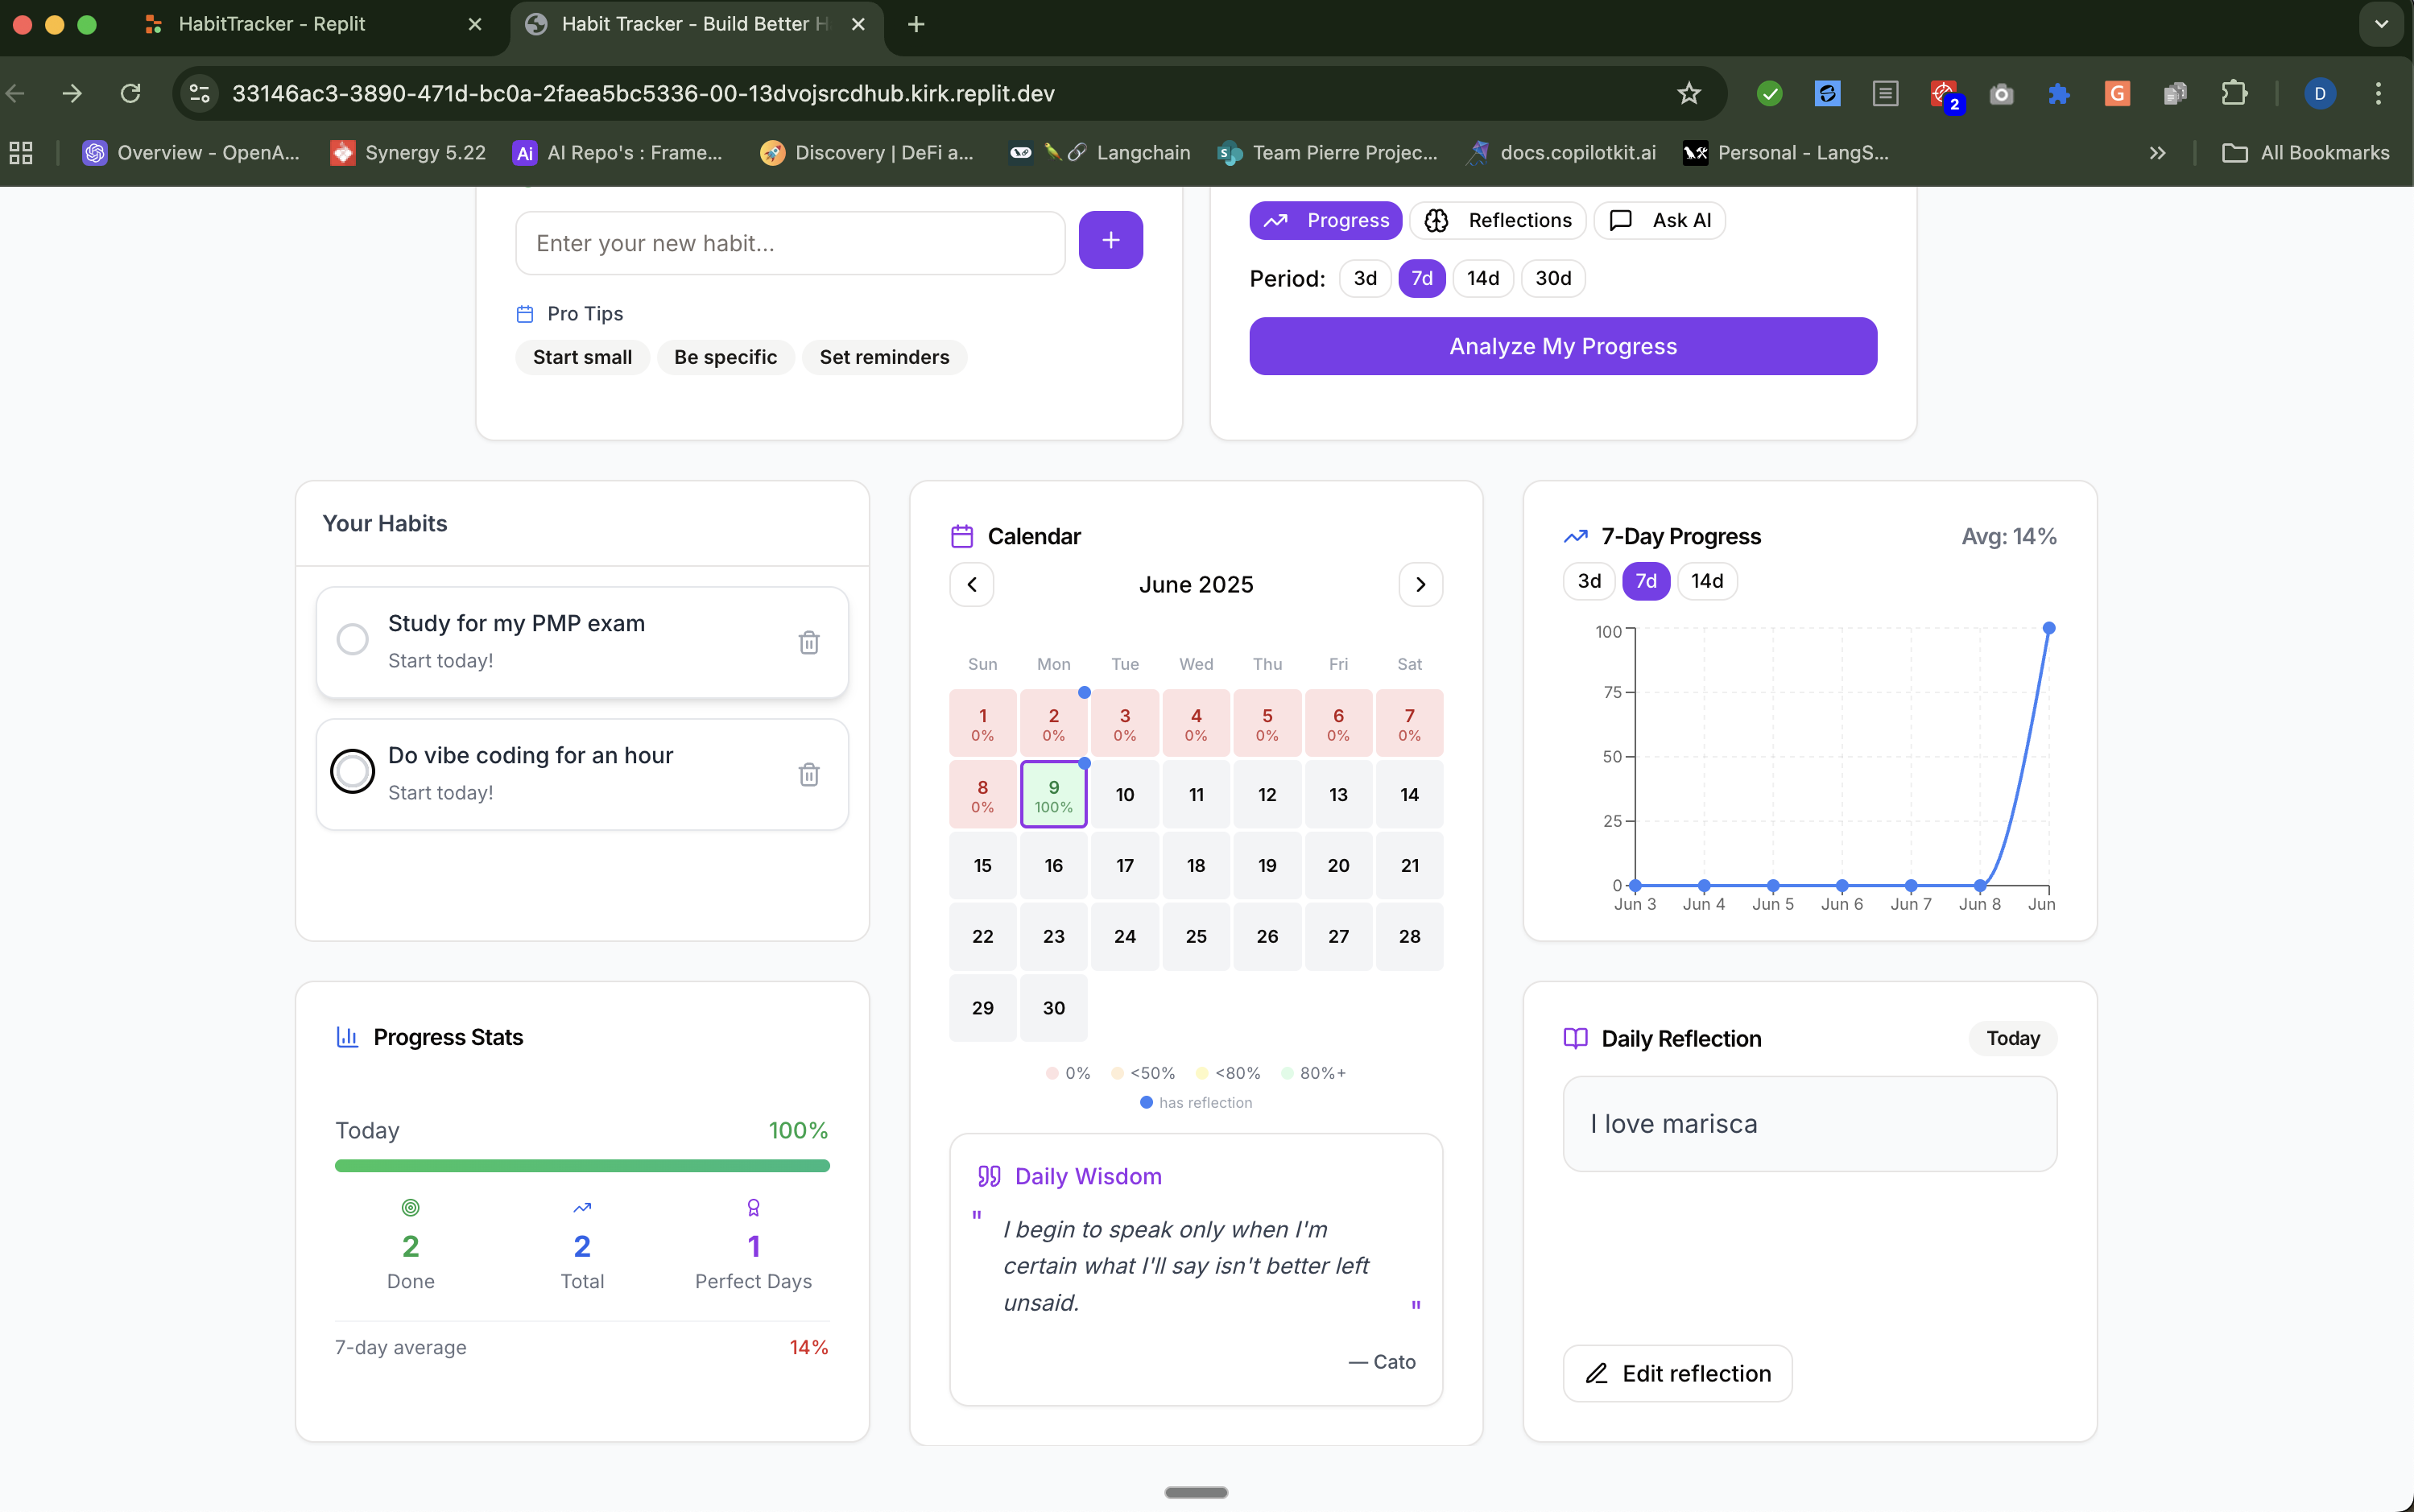 HabitTracker - Replit
Habit Tracker - Build Better H
33146ac3-3890-471d-bc0a-2faea5bc5336-00-13dvojsrcdhub.kirk.replit.dev
2
G
D
Overview - OpenA...
Synergy 5.22
Ai
AI Repo's : Frame...
Discovery | DeFi a...
Langchain
Team Pierre Projec...
docs.copilotkit.ai
Personal - LangS...
All Bookmarks
Enter your new habit...
Pro Tips
Start small
Be specific
Set reminders
Progress
Reflections
Ask AI
Period:
3d
7d
14d
30d
Analyze My Progress
Your Habits
Study for my PMP exam
Start today!
Do vibe coding for an hour
Start today!
Progress Stats
Today 100%
2
Done
2
Total
1
Perfect Days
7-day average 14%
Calendar
June 2025
Sun Mon Tue Wed Thu Fri Sat
1 2 3 4 5 6 7
0% 0% 0% 0% 0% 0% 0%
8 9 10 11 12 13 14
0% 100%
15 16 17 18 19 20 21
22 23 24 25 26 27 28
29 30
0% <50% <80% 80%+
has reflection
Daily Wisdom
"
I begin to speak only when I'm
certain what I'll say isn't better left
unsaid.
"
— Cato
7-Day Progress
Avg: 14%
3d
7d
14d
100
75
50
25
0
Jun 3 Jun 4 Jun 5 Jun 6 Jun 7 Jun 8 Jun
Daily Reflection
Today
I love marisca
Edit reflection